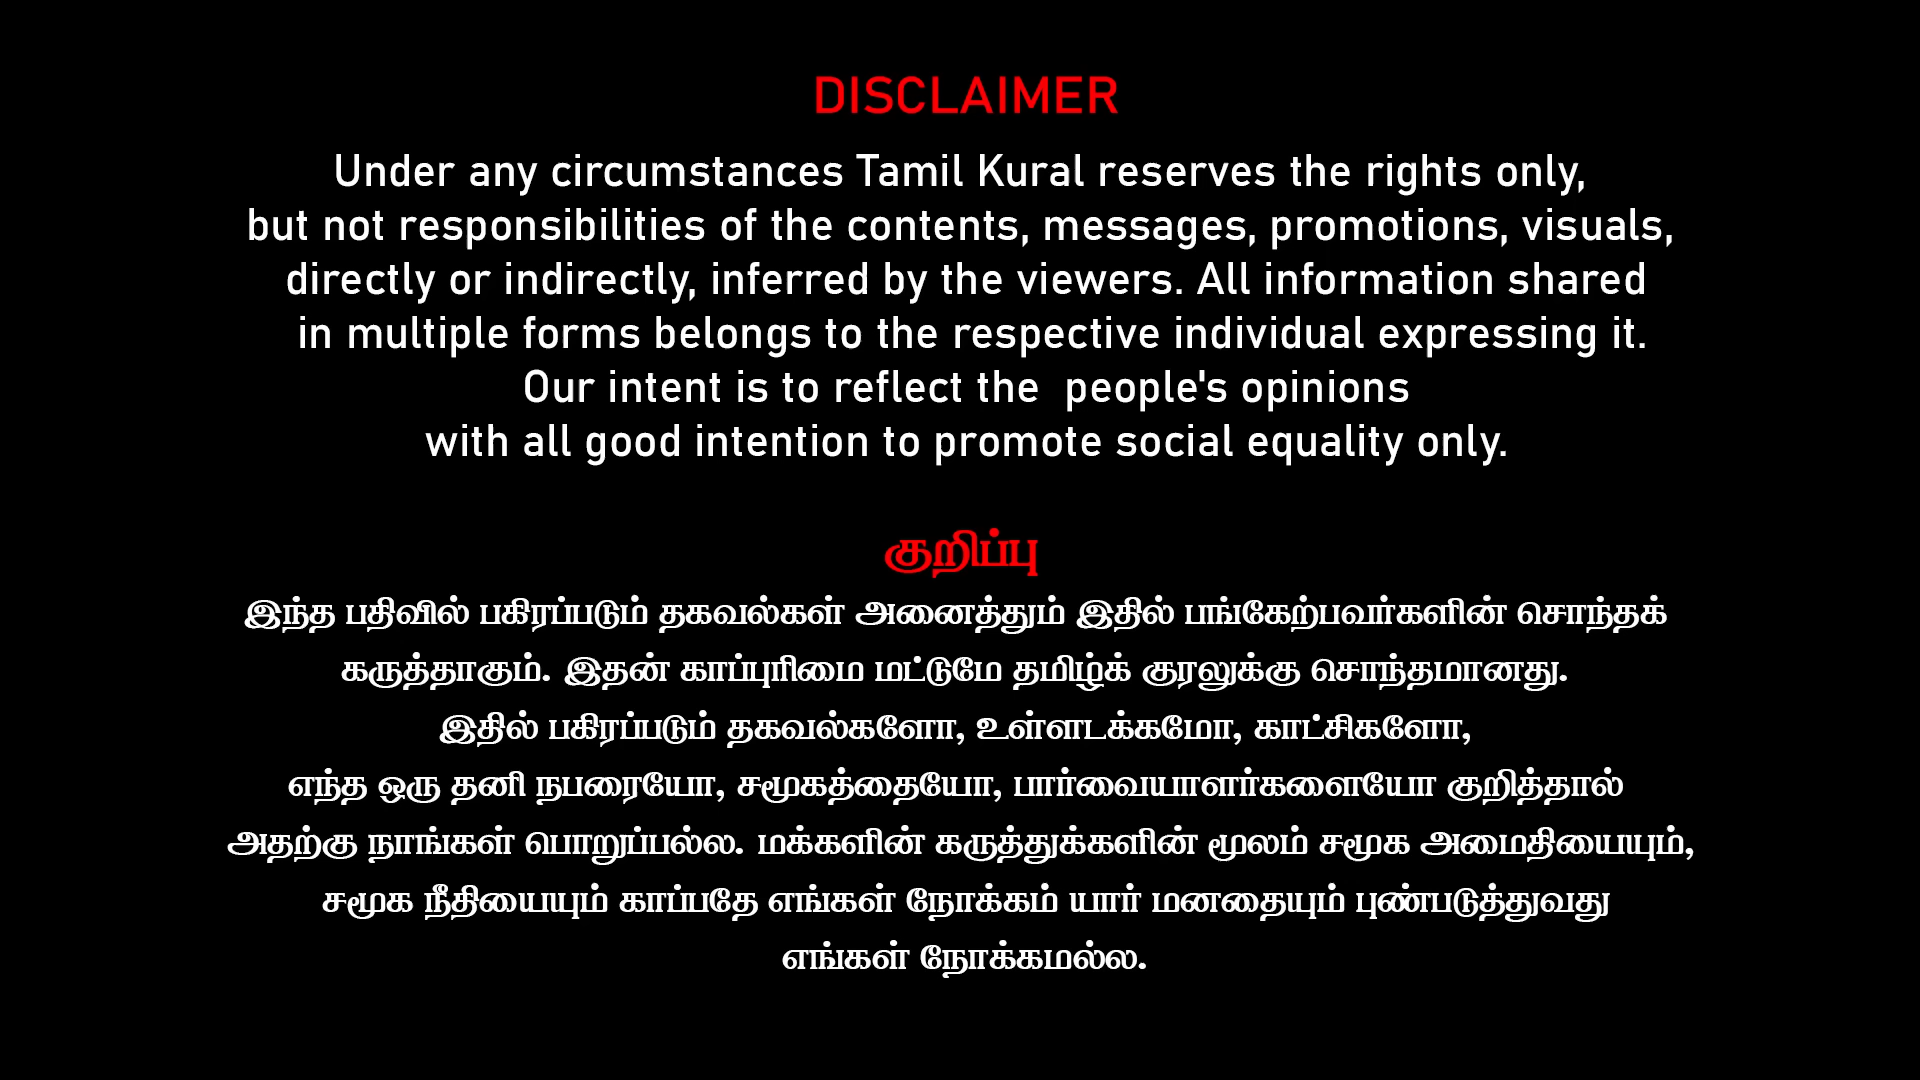 DISCLAIMER
Under any circumstances Tamil Kural reserves the rights only,
but not responsibilities of the contents, messages, promotions, visuals,
directly or indirectly, inferred by the viewers. All information shared
in multiple forms belongs to the respective individual expressing it.
Our intent is to reflect the people's opinions
with all good intention to promote social equality only.
குறிப்பு
இந்த பதிவில் பகிரப்படும் தகவல்கள் அனைத்தும் இதில் பங்கேற்பவர்களின் சொந்தக்
கருத்தாகும். இதன் காப்புரிமை மட்டுமே தமிழ்க் குரலுக்கு சொந்தமானது.
இதில் பகிரப்படும் தகவல்களோ, உள்ளடக்கமோ, காட்சிகளோ,
எந்த ஒரு தனி நபரையோ, சமூகத்தையோ, பார்வையாளர்களையோ குறித்தால்
அதற்கு நாங்கள் பொறுப்பல்ல. மக்களின் கருத்துக்களின் மூலம் சமூக அமைதியையும்,
சமூக நீதியையும் காப்பதே எங்கள் நோக்கம் யார் மனதையும் புண்படுத்துவது
எங்கள் நோக்கமல்ல.